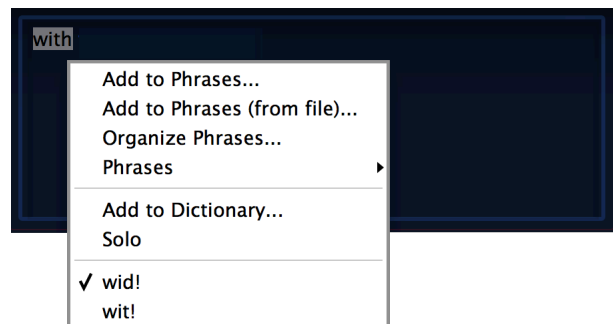 with
Add to Phrases...
Add to Phrases (from file)...
Organize Phrases...
Phrases
Add to Dictionary...
Solo
wid!
wit!